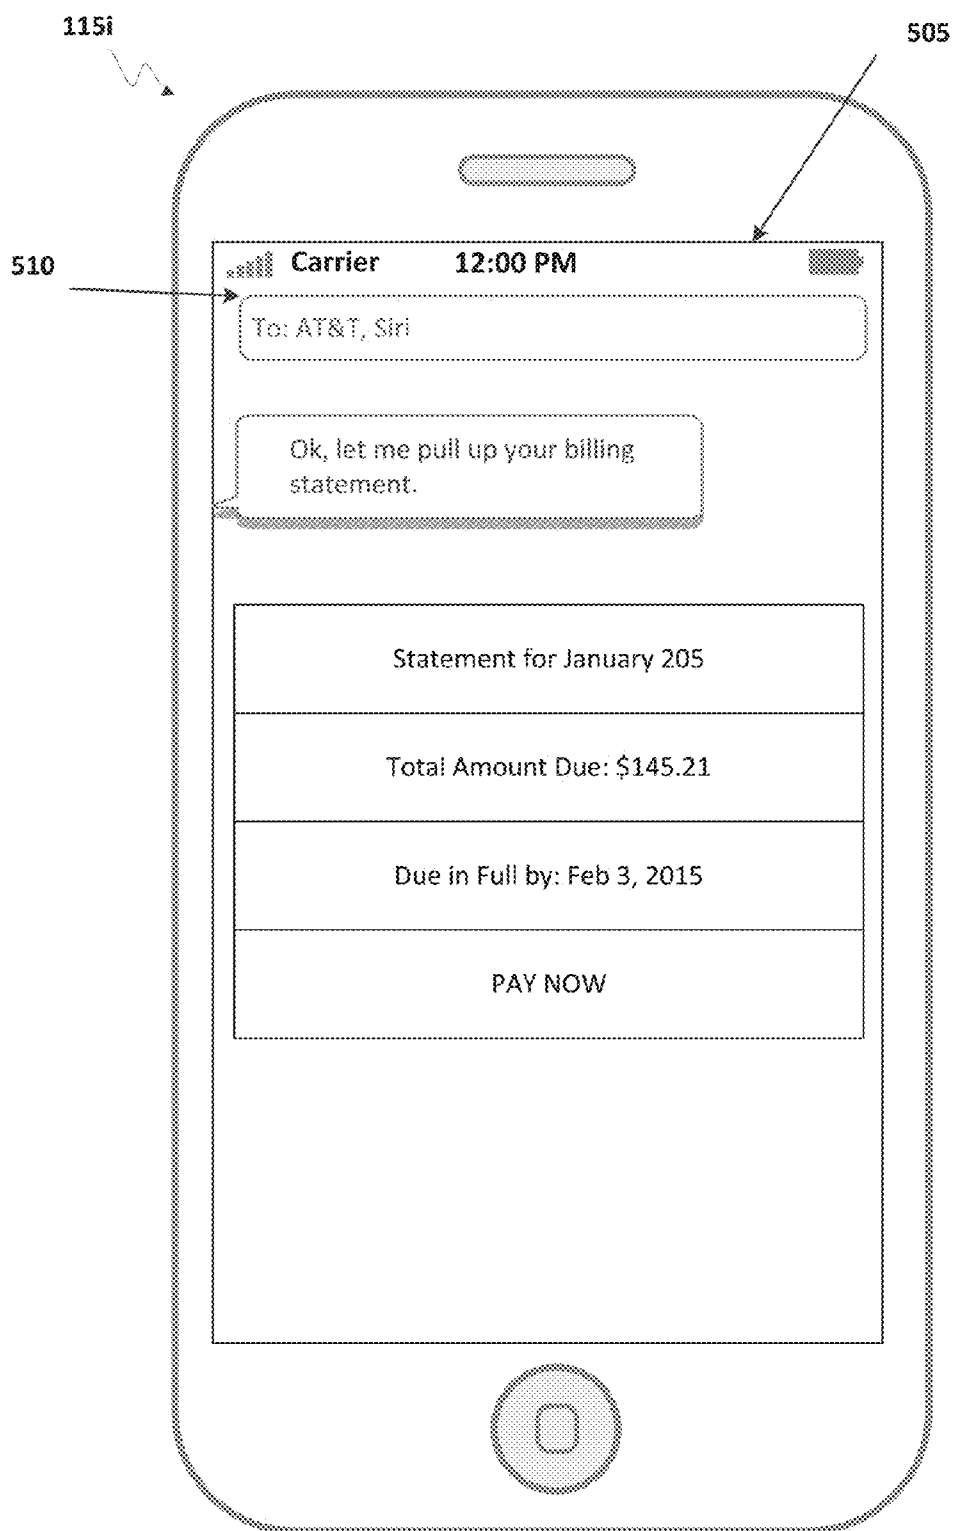 115i
505
510
Carrier 12:00 PM
To: AT&T, Siri
Ok, let me pull up your billing
statement.
Statement for January 205
Total Amount Due: $145.21
Due in Full by: Feb 3, 2015
PAY NOW